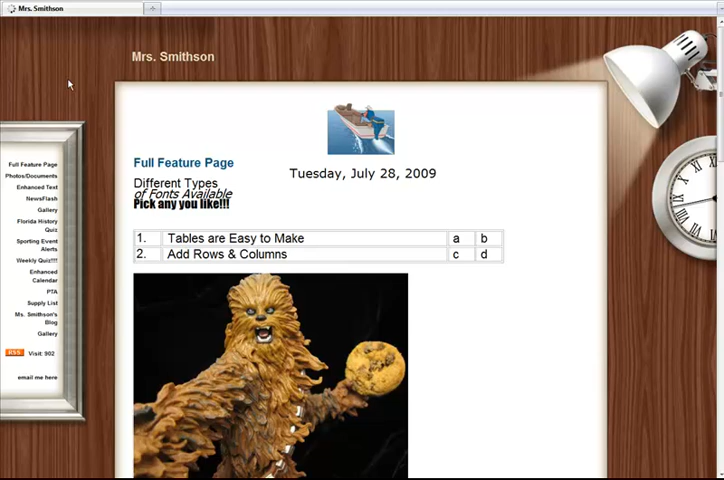 Mrs. Smithson
Mrs. Smithson
Full Feature Page
Photos/Documents
Enhanced Text
NewsFlash
Gallery
Florida History
Quiz
Sporting Event
Alerts
Weekly Quiz!!!!
Enhanced
Calendar
PTA
Supply List
Ms. Smithson's
Blog
Gallery
RSS Visit: 902
email me here
Full Feature Page
Tuesday, July 28, 2009
Different Types
of Fonts Available
Pick any you like!!!
1. Tables are Easy to Make a b
2. Add Rows & Columns c d
XII